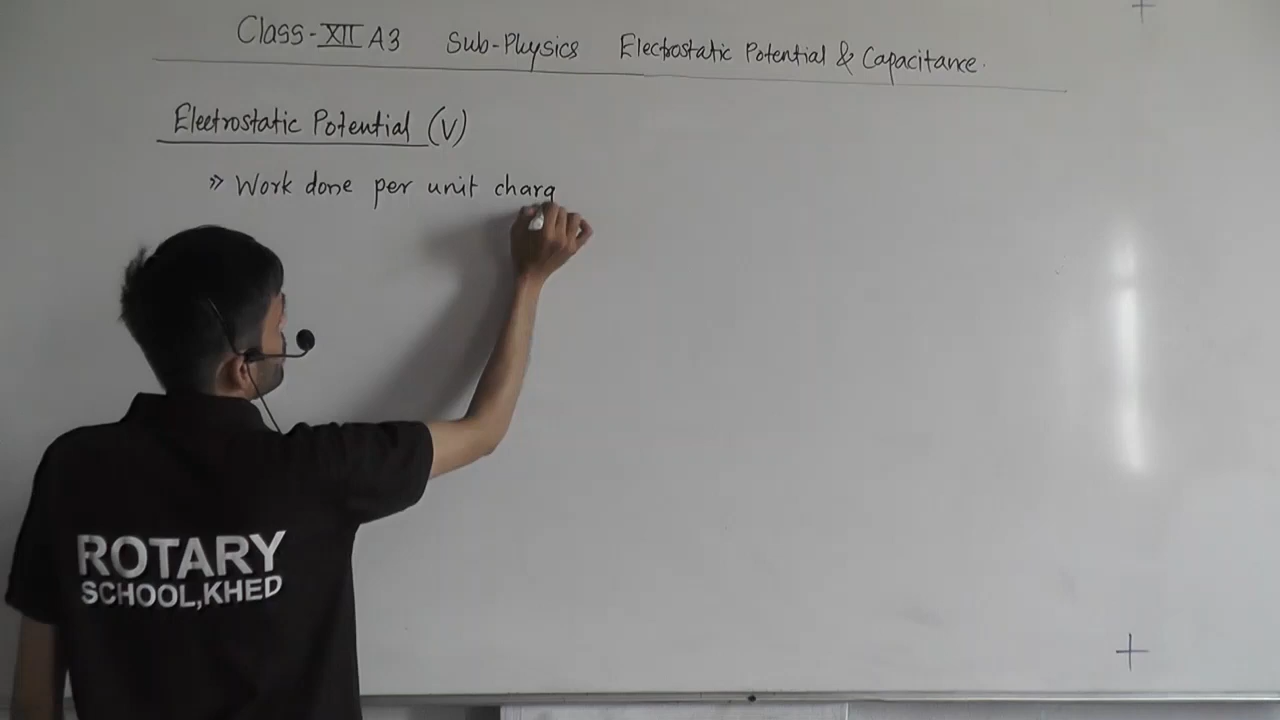 Class-XII A3 Sub-Physics Electrostatic Potential & Capacitance.
Electrostatic Potential (V)
» Work done per unit charg
ROTARY
SCHOOL,KHED